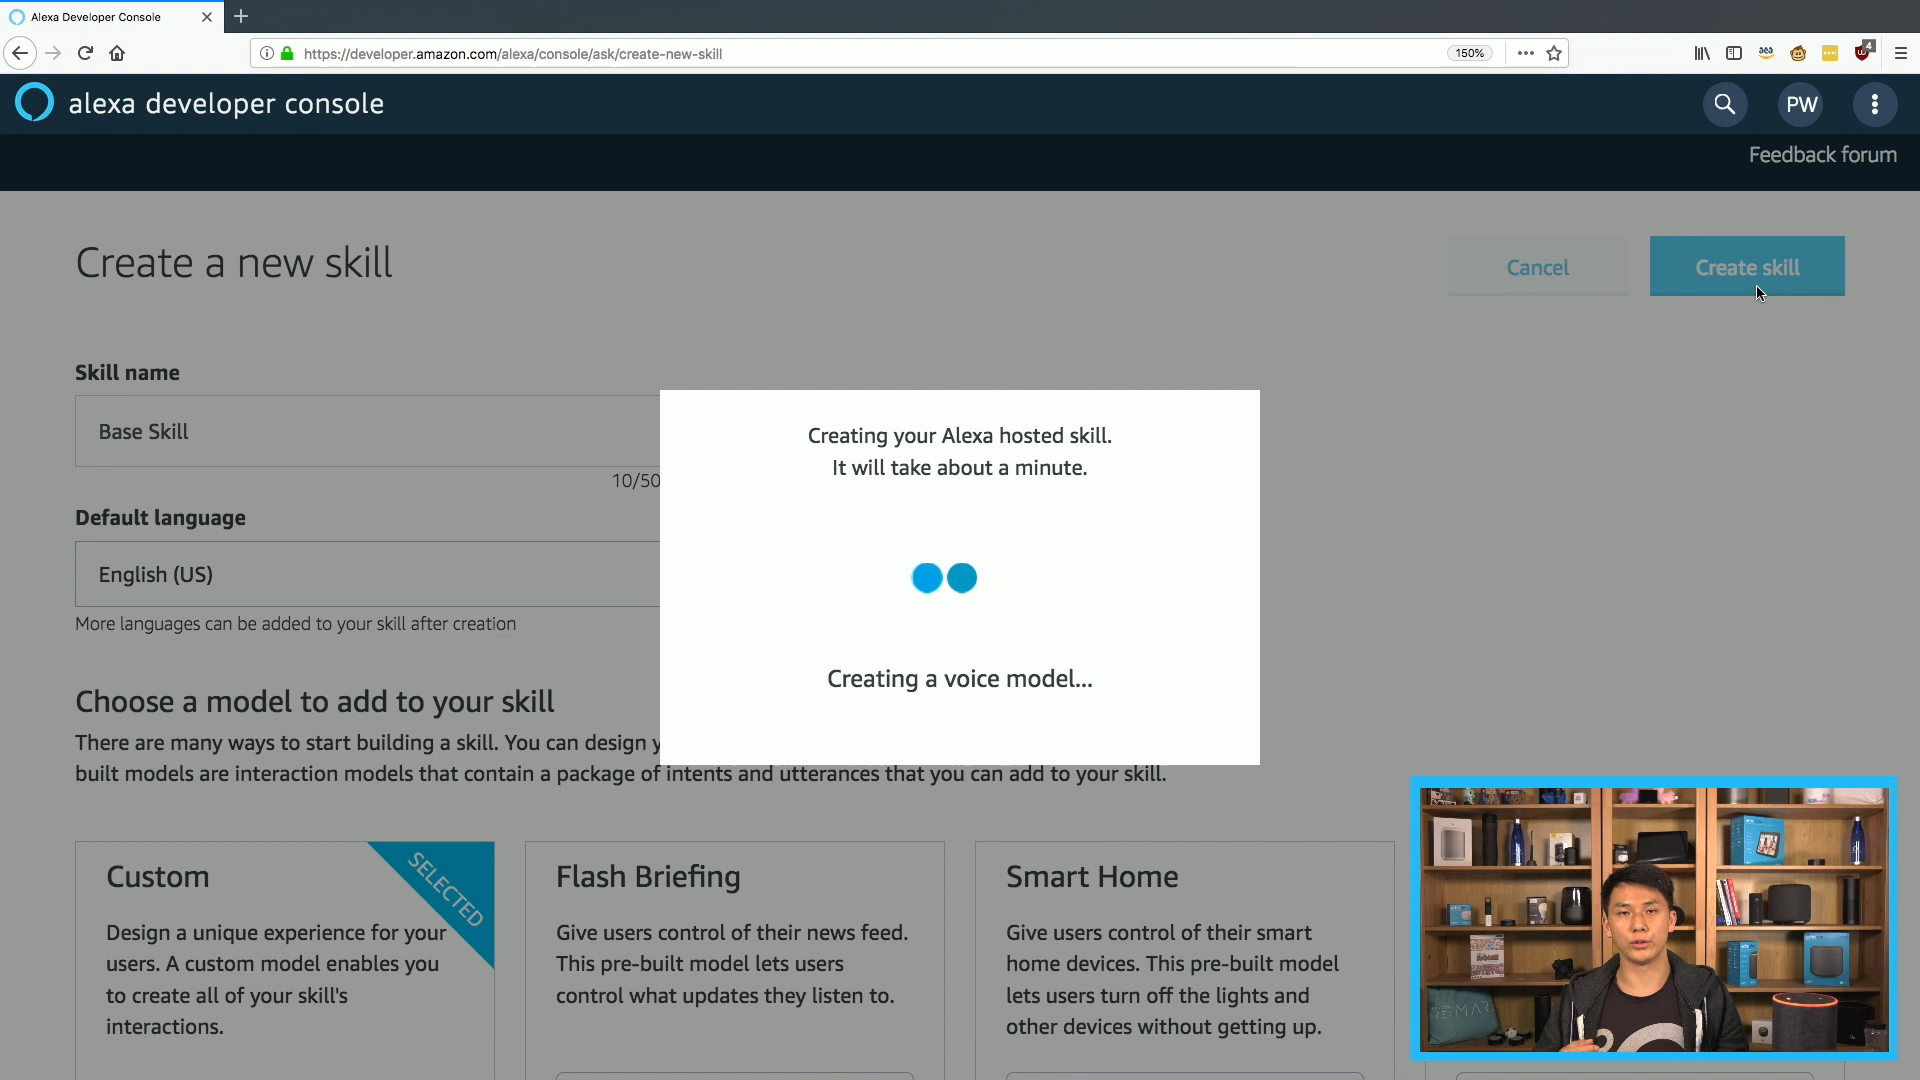 Alexa Developer Console
https://developer.amazon.com/alexa/console/ask/create-new-skill
150%
4
alexa developer console
PW
Feedback forum
Create a new skill
Cancel
Create skill
Skill name
Base Skill
10/50
Default language
English (US)
More languages can be added to your skill after creation
Creating your Alexa hosted skill.
It will take about a minute.
Creating a voice model...
Choose a model to add to your skill
There are many ways to start building a skill. You can design y
built models are interaction models that contain a package of intents and utterances that you can add to your skill.
Custom
SELECTED
Design a unique experience for your
users. A custom model enables you
to create all of your skill's
interactions.
Flash Briefing
Give users control of their news feed.
This pre-built model lets users
control what updates they listen to.
Smart Home
Give users control of their smart
home devices. This pre-built model
lets users turn off the lights and
other devices without getting up.